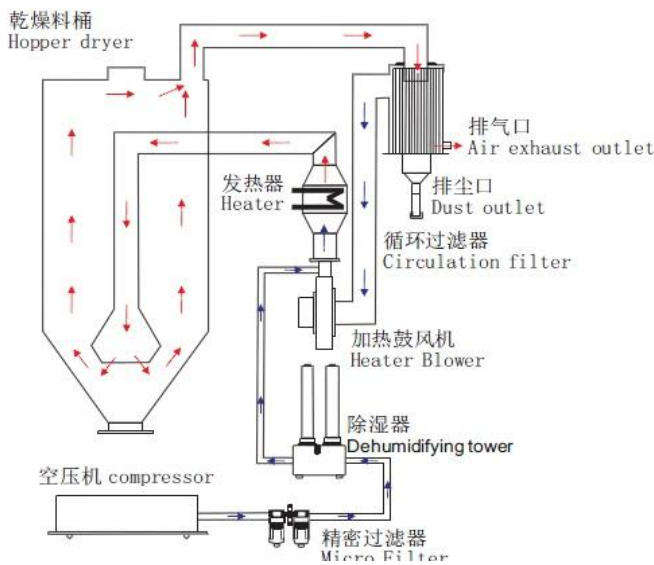 乾燥料桶
Hopper dryer
排气口
Air exhaust outlet
发热器
Heater
排尘口
Dust outlet
循环过滤器
Circulation filter
加热鼓风机
Heater Blower
除湿器
Dehumidifying tower
空压机 compressor
精密过滤器
Micro Filter